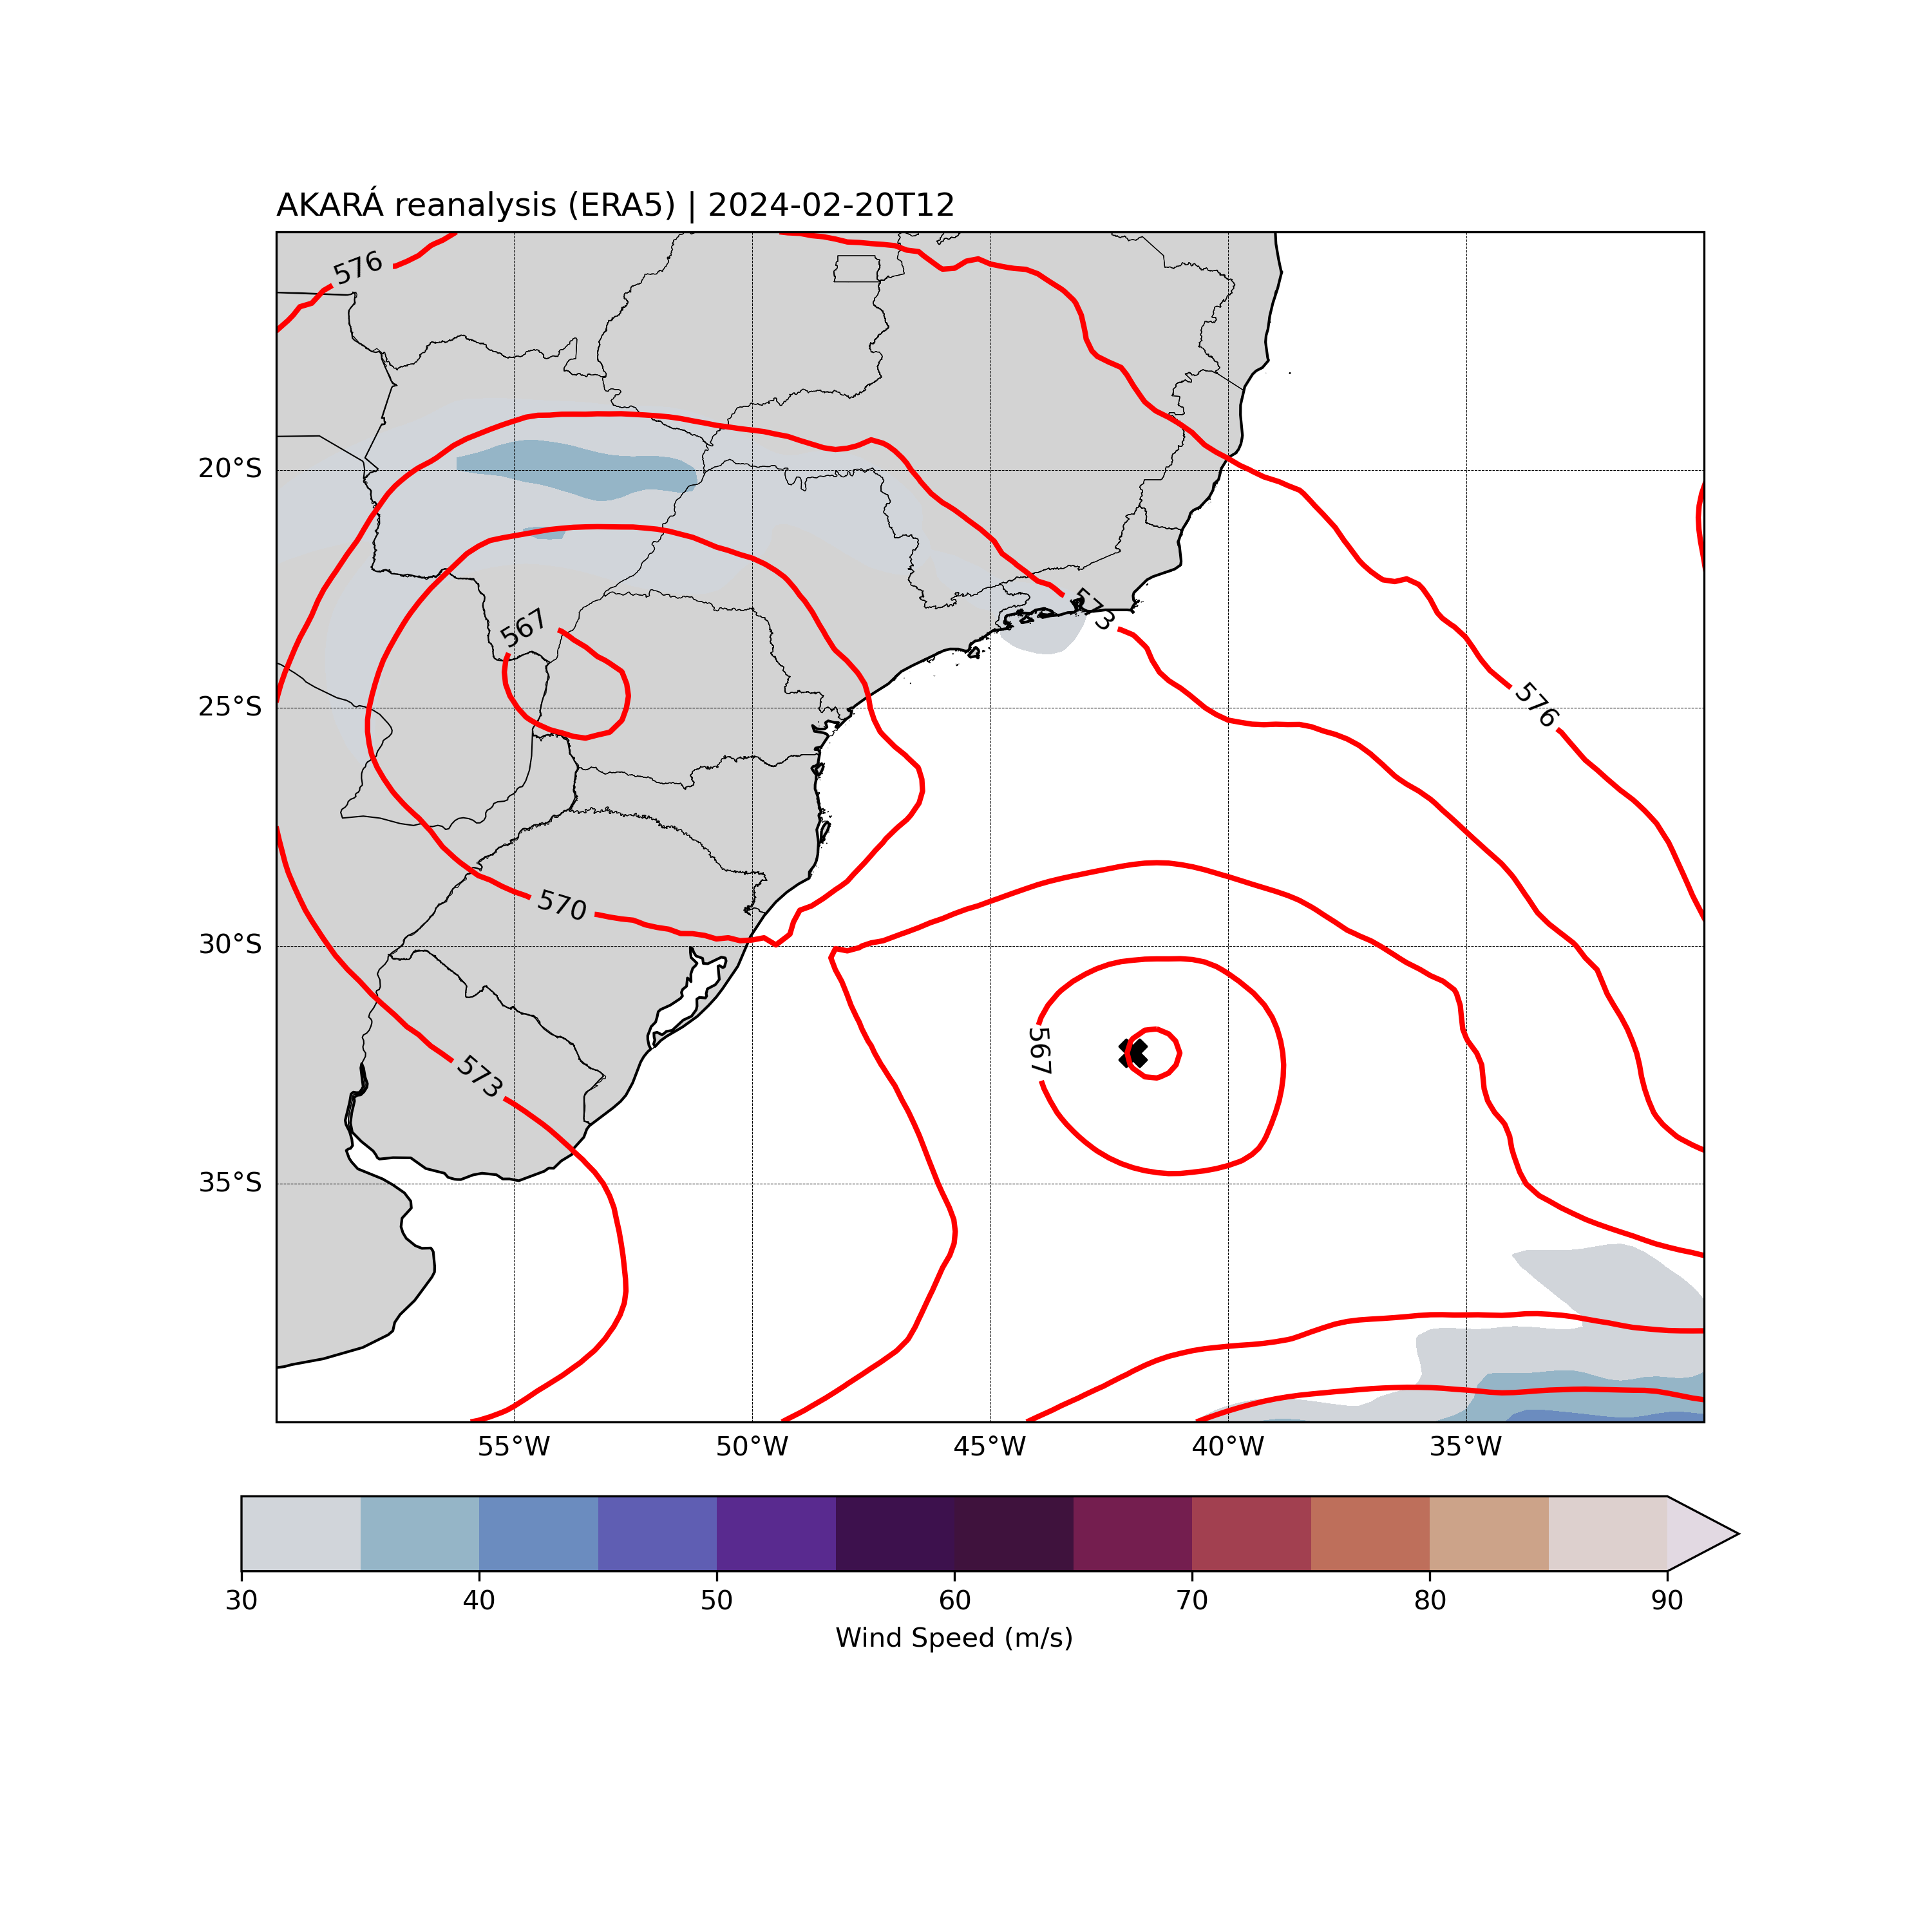 AKARÁ reanalysis (ERA5) | 2024-02-20T12
576
20°S
573
567
576
25°S
570
30°S
567
573
35°S
55°W 50°W 45°W 40°W 35°W
30 40 50 60 70 80 90
Wind Speed (m/s)